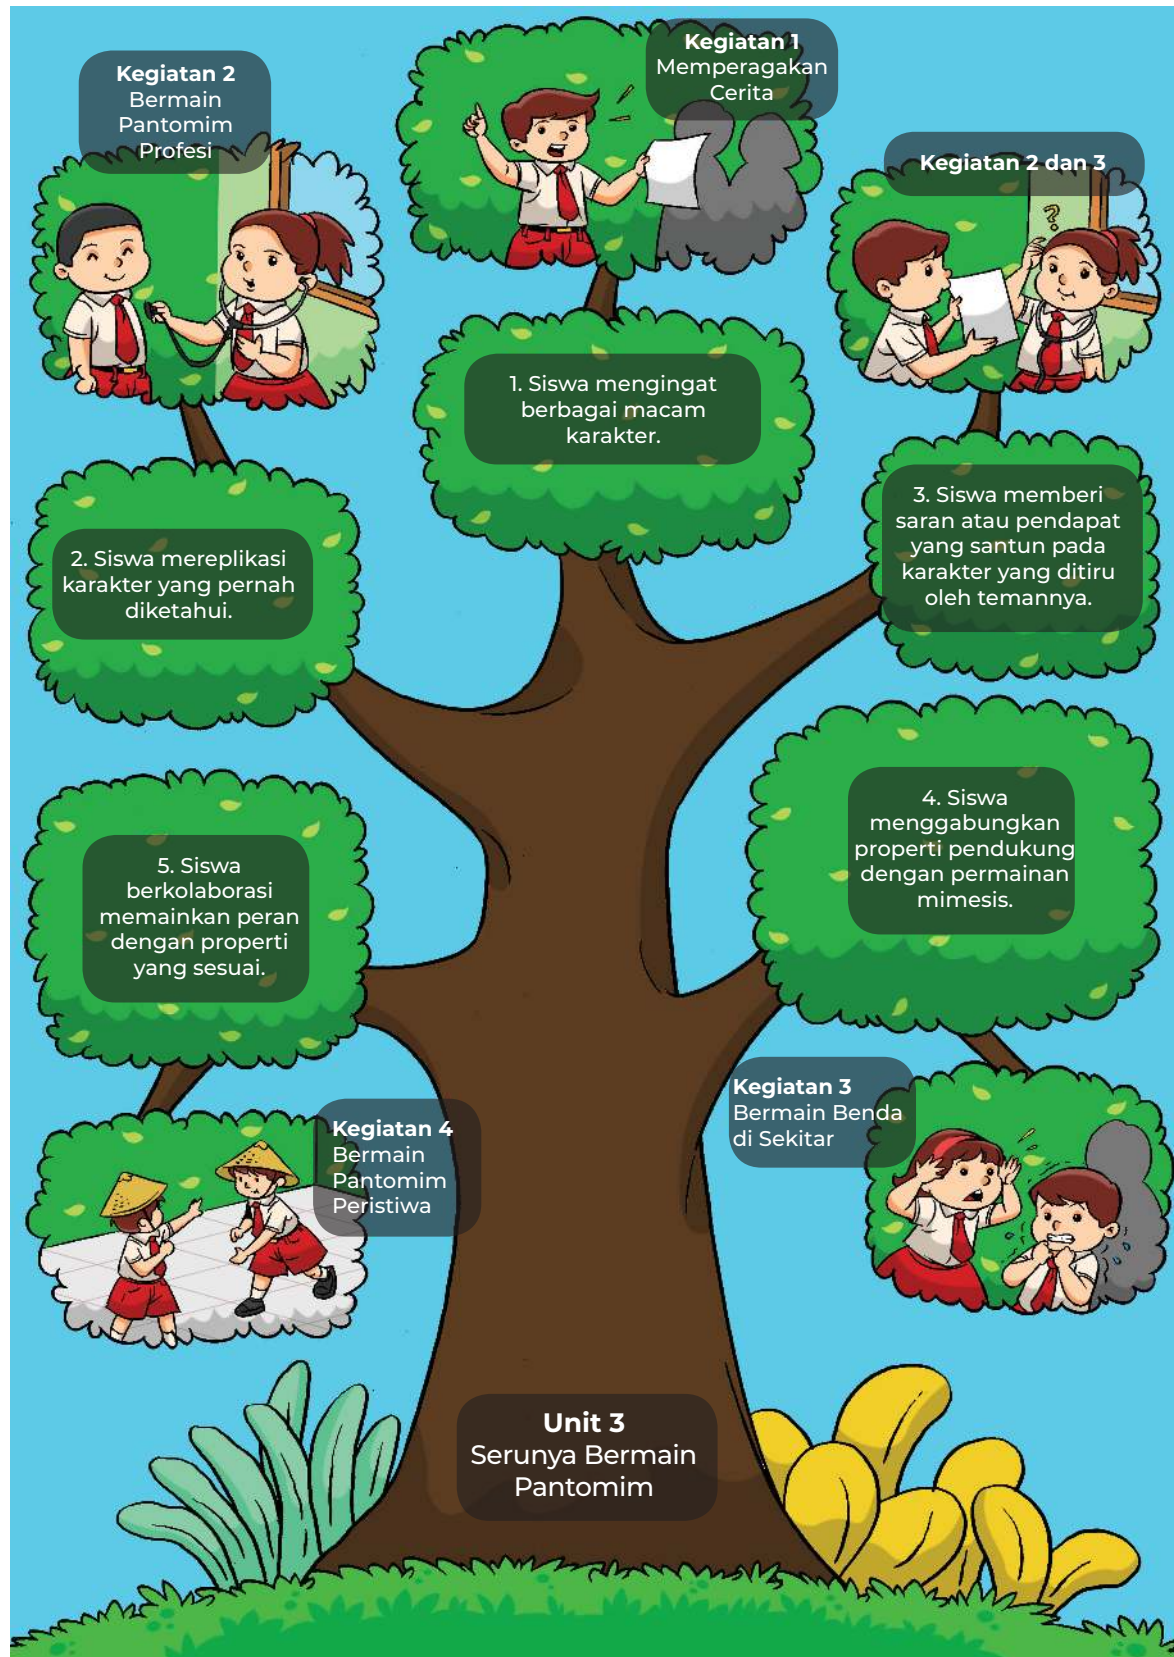 Kegiatan 1
Memperagakan
Cerita
Kegiatan 2
Bermain
Pantomim
Profesi
Kegiatan 2 dan 3
?
1. Siswa mengingat
berbagai macam
karakter.
2. Siswa mereplikasi
karakter yang pernah
diketahui.
3. Siswa memberi
saran atau pendapat
yang santun pada
karakter yang ditiru
oleh temannya.
4. Siswa
menggabungkan
properti pendukung
dengan permainan
mimesis.
5. Siswa
berkolaborasi
memainkan peran
dengan properti
yang sesuai.
Kegiatan 3
Bermain Benda
di Sekitar
Kegiatan 4
Bermain
Pantomim
Peristiwa
Unit 3
Serunya Bermain
Pantomim